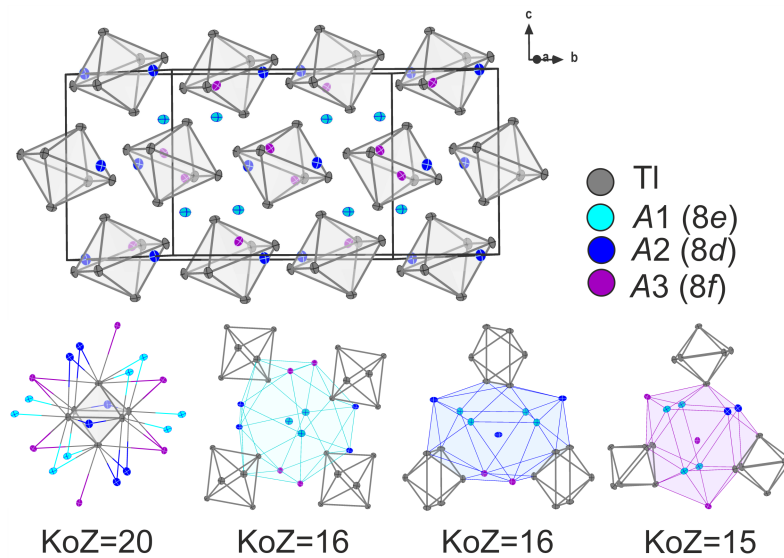 c
a
b
Tl
A1 (8e)
A2 (8d)
A3 (8f)
KoZ=20
KoZ=16
KoZ=16
KoZ=15